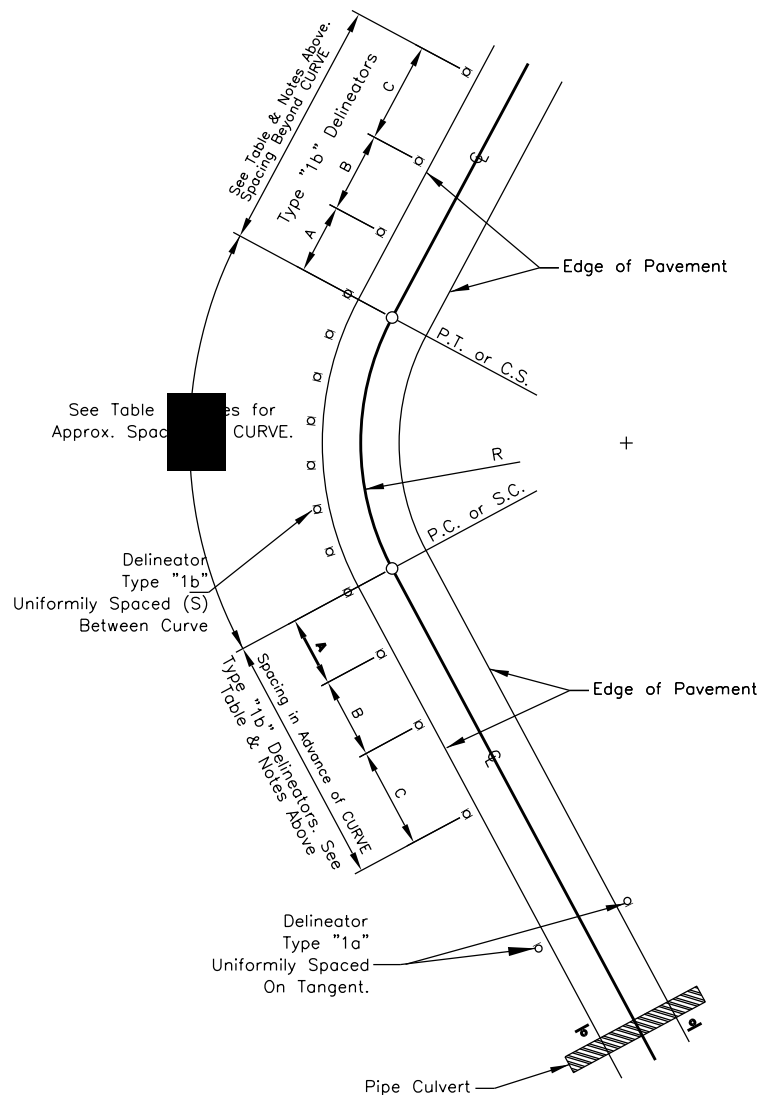 See Table & Notes Above.
Spacing Beyond CURVE
Type "1b" Delineators
C
B
A
CL
Edge of Pavement
P.T. or C.S.
See Table es for
Approx. Spac CURVE.
R
P.C. or S.C.
Delineator
Type "1b"
Uniformily Spaced (S)
Between Curve
A
B
C
Spacing in Advance of CURVE
Type "1b" Delineators. See
Table & Notes Above
Edge of Pavement
CL
Delineator
Type "1a"
Uniformily Spaced
On Tangent.
Pipe Culvert